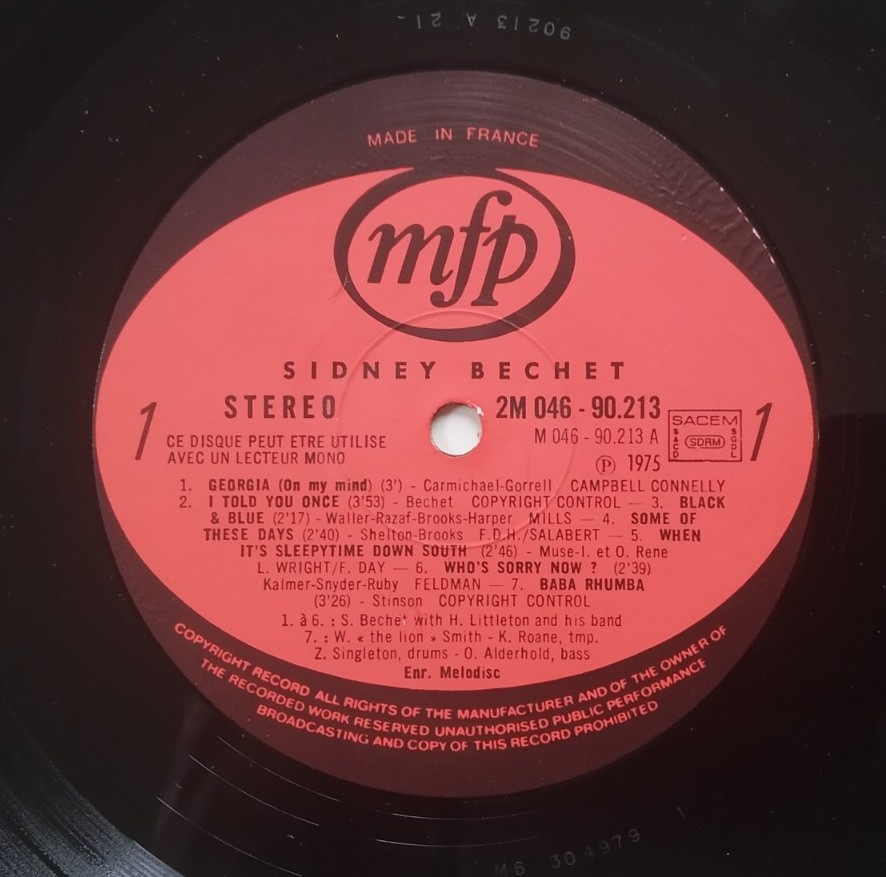 90213 A 21-
MADE IN FRANCE
mfp
SIDNEY BECHET
STEREO
2M 046 - 90.213
1
CE DISQUE PEUT ETRE UTILISE
AVEC UN LECTEUR MONO
M 046 - 90.213 A
Ⓟ 1975
SACEM
SACD
SDRM
SGDL
1
1. GEORGIA (On my mind) (3') - Carmichael-Gorrell CAMPBELL CONNELLY
2. I TOLD YOU ONCE (3'53) - Bechet COPYRIGHT CONTROL — 3. BLACK
& BLUE (2'17) - Waller-Razaf-Brooks-Harper MILLS — 4. SOME OF
THESE DAYS (2'40) - Shelton-Brooks F.D.H./SALABERT — 5. WHEN
IT'S SLEEPYTIME DOWN SOUTH (2'46) - Muse-l. et O. Rene
L. WRIGHT/F. DAY — 6. WHO'S SORRY NOW ? (2'39)
Kalmer-Snyder-Ruby FELDMAN — 7. BABA RHUMBA
(3'26) - Stinson COPYRIGHT CONTROL
1. à 6. : S. Bechet with H. Littleton and his band
7. : W. « the lion » Smith - K. Roane, tmp.
Z. Singleton, drums - O. Alderhold, bass
Enr. Melodisc
COPYRIGHT RECORD ALL RIGHTS OF THE MANUFACTURER AND OF THE OWNER OF
THE RECORDED WORK RESERVED UNAUTHORISED PUBLIC PERFORMANCE
BROADCASTING AND COPY OF THIS RECORD PROHIBITED
M6 304979